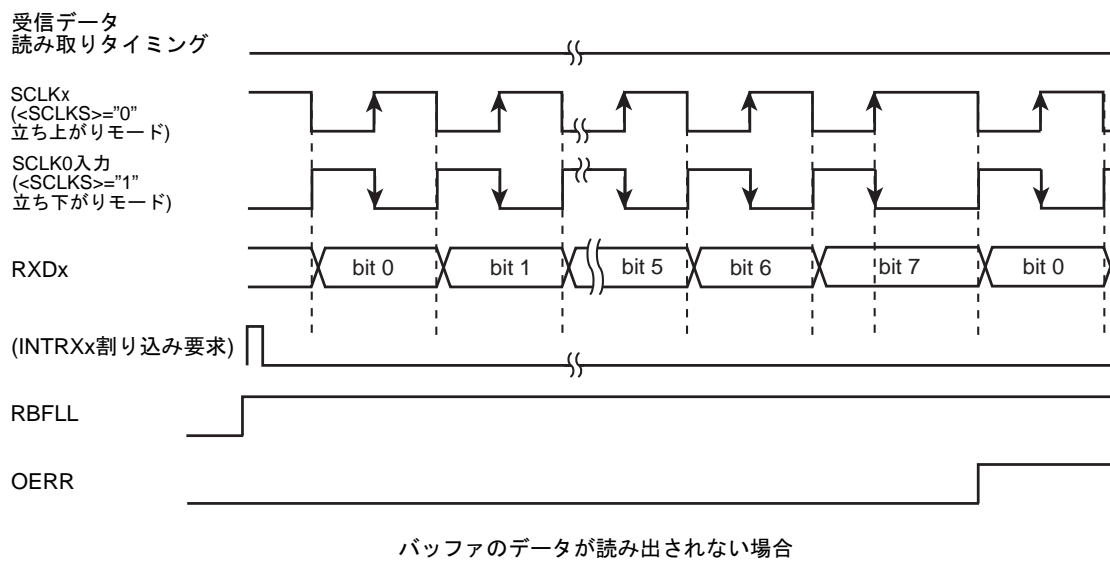 受信データ
読み取りタイミング
SCLKx
(<SCLKS>="0"
立ち上がりモード)
SCLK0入力
(<SCLKS>="1"
立ち下がりモード)
RXDx
bit 0
bit 1
bit 5
bit 6
bit 7
bit 0
(INTRXx割り込み要求)
RBFLL
OERR
バッファのデータが読み出されない場合